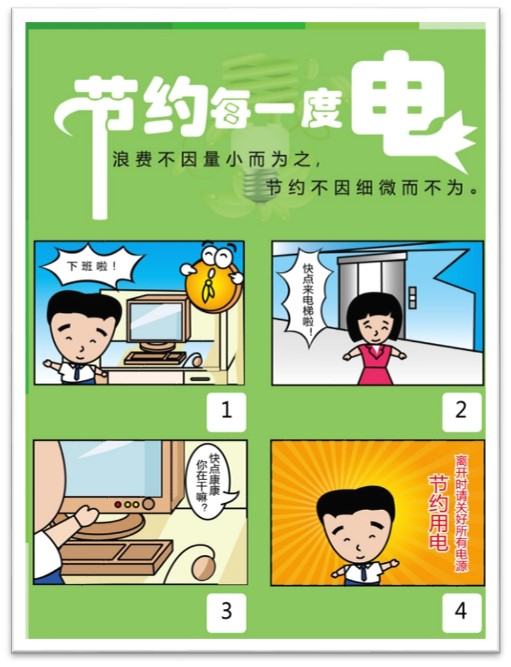 节约每一度电
浪费不因量小而为之，
节约不因细微而不为。
下班啦！
快点来电梯啦！
1
2
快点康康
你在干嘛？
离开时请关好所有电源
节约用电
3
4